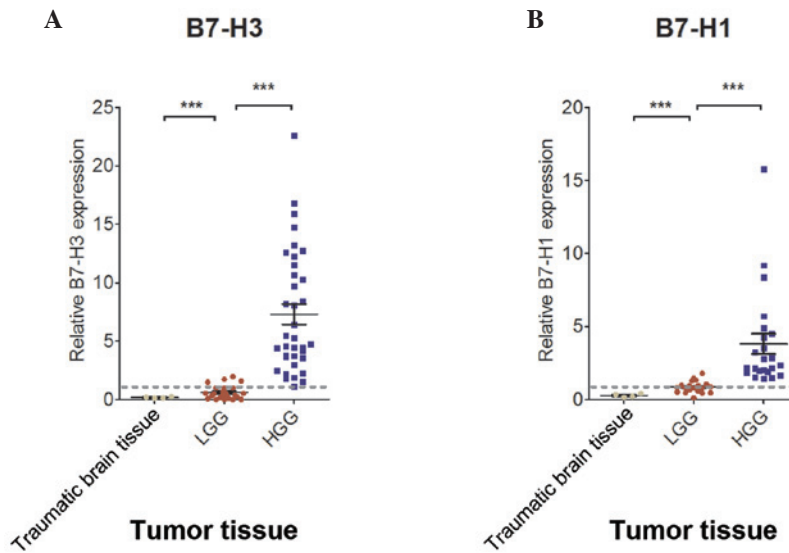 A
B7-H3
***
***
25
20
15
10
5
0
Relative B7-H3 expression
Traumatic brain tissue
LGG
HGG
Tumor tissue
B
B7-H1
***
***
20
15
10
5
0
Relative B7-H1 expression
Traumatic brain tissue
LGG
HGG
Tumor tissue